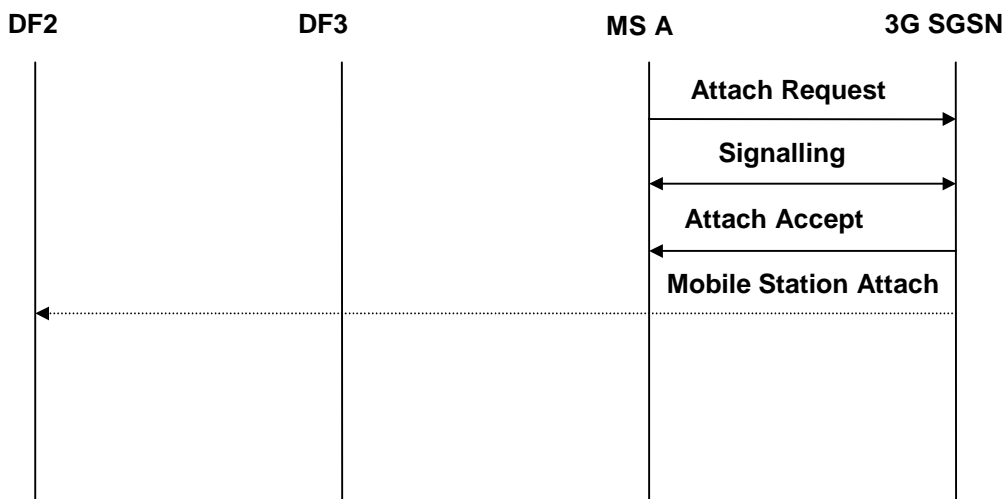 DF2 DF3 MS A 3G SGSN
Attach Request
Signalling
Attach Accept
Mobile Station Attach